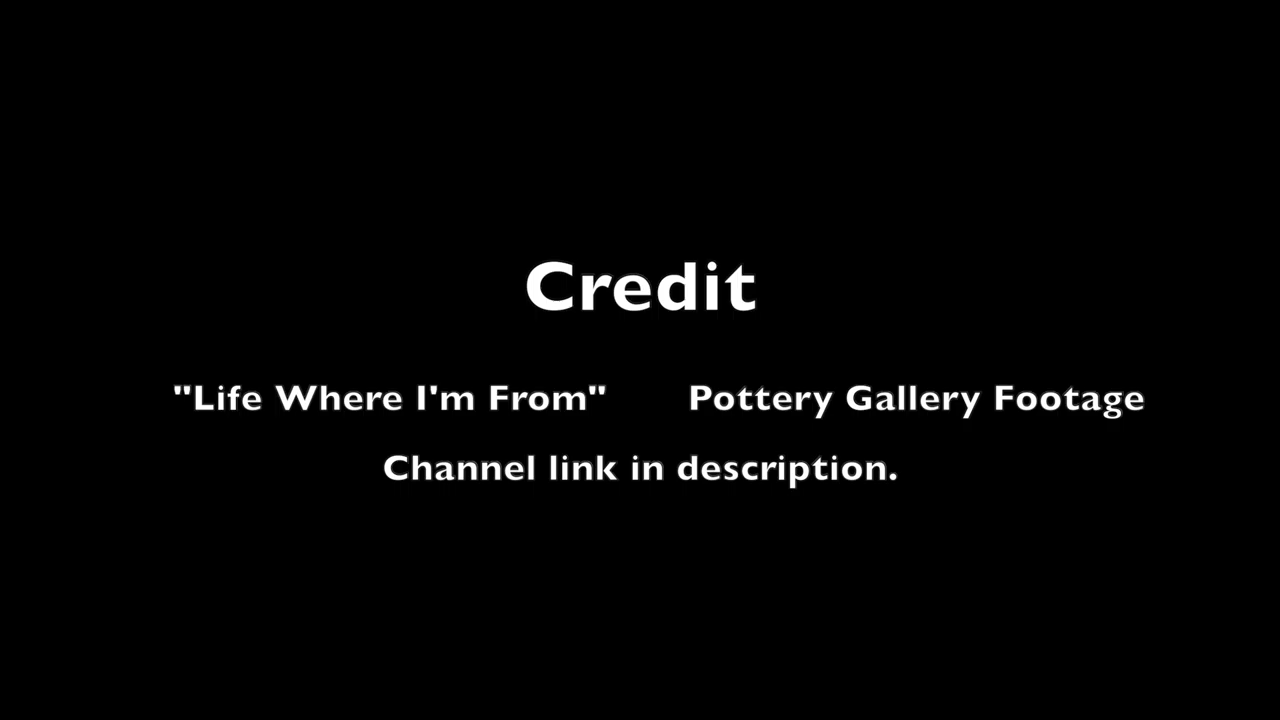 Credit
"Life Where I'm From" Pottery Gallery Footage
Channel link in description.